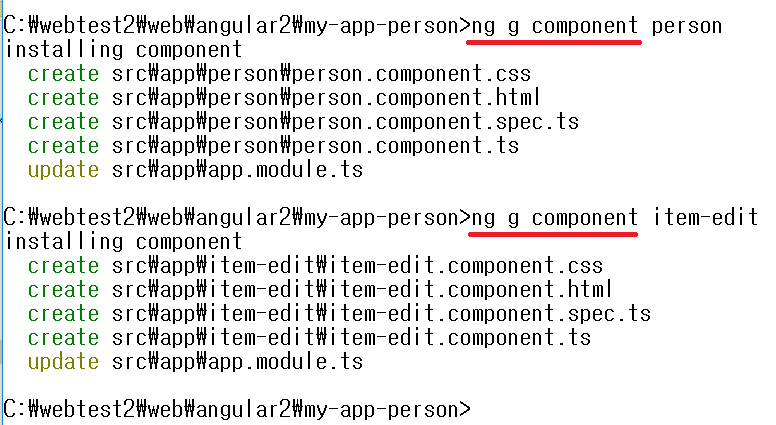 C:₩webtest2₩web₩angular2₩my-app-person>ng g component person
installing component
  create src₩app₩person₩person.component.css
  create src₩app₩person₩person.component.html
  create src₩app₩person₩person.component.spec.ts
  create src₩app₩person₩person.component.ts
  update src₩app₩app.module.ts

C:₩webtest2₩web₩angular2₩my-app-person>ng g component item-edit
installing component
  create src₩app₩item-edit₩item-edit.component.css
  create src₩app₩item-edit₩item-edit.component.html
  create src₩app₩item-edit₩item-edit.component.spec.ts
  create src₩app₩item-edit₩item-edit.component.ts
  update src₩app₩app.module.ts

C:₩webtest2₩web₩angular2₩my-app-person>